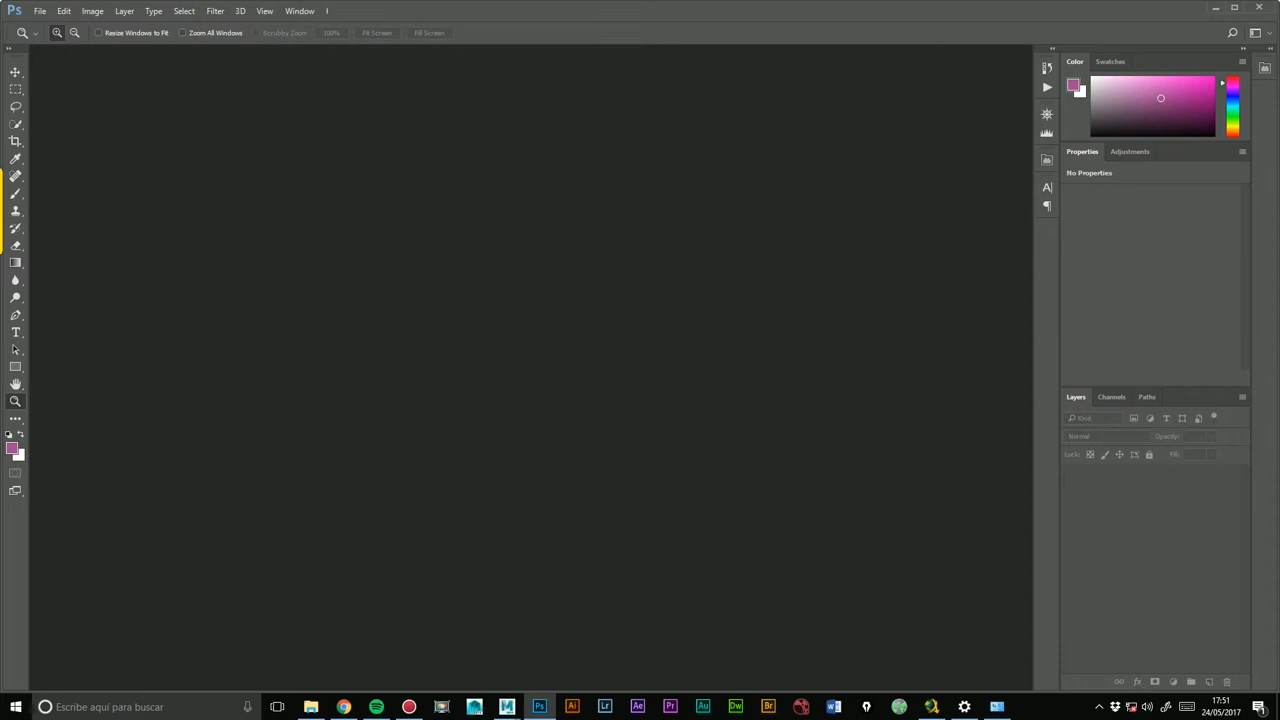 Ps File Edit Image Layer Type Select Filter 3D View Window
Resize Windows to Fit Zoom All Windows Scrubby Zoom 100% Fit Screen Fill Screen
Color Swatches
Properties Adjustments
No Properties
A|
T
Layers Channels Paths
Kind T
Normal Opacity:
Lock: Fill:
fx
Escribe aquí para buscar
M Ps Ai Lr Ae Pr Au Dw Br
17:51
24/05/2017
1